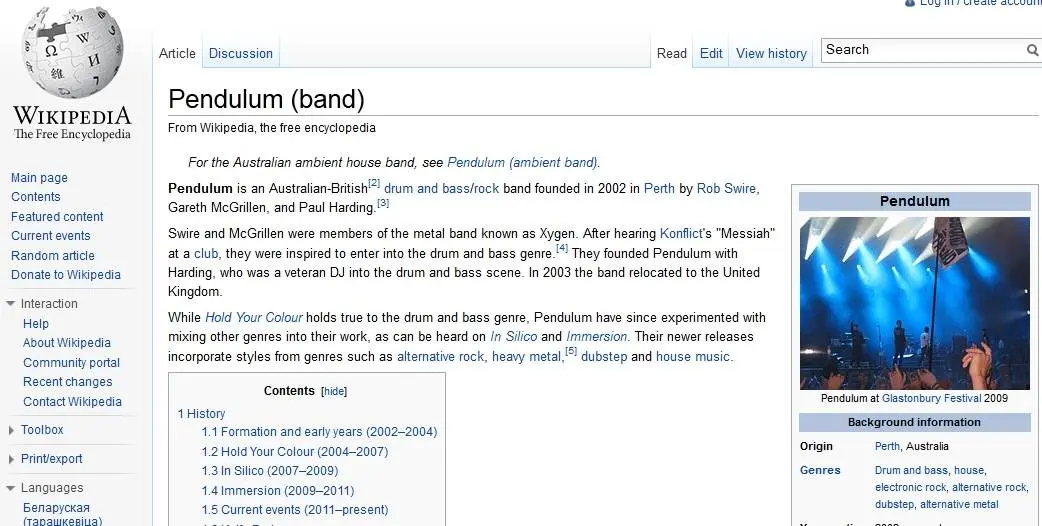 Log in / create account
WIKIPEDIA
The Free Encyclopedia
Main page
Contents
Featured content
Current events
Random article
Donate to Wikipedia
Interaction
Help
About Wikipedia
Community portal
Recent changes
Contact Wikipedia
Toolbox
Print/export
Languages
Беларуская
(тарашкевіца)
Article
Discussion
Read
Edit
View history
Search
Pendulum (band)
From Wikipedia, the free encyclopedia
For the Australian ambient house band, see Pendulum (ambient band).
Pendulum is an Australian-British[2] drum and bass/rock band founded in 2002 in Perth by Rob Swire,
Gareth McGrillen, and Paul Harding.[3]
Swire and McGrillen were members of the metal band known as Xygen. After hearing Konflict's "Messiah"
at a club, they were inspired to enter into the drum and bass genre.[4] They founded Pendulum with
Harding, who was a veteran DJ into the drum and bass scene. In 2003 the band relocated to the United
Kingdom.
While Hold Your Colour holds true to the drum and bass genre, Pendulum have since experimented with
mixing other genres into their work, as can be heard on In Silico and Immersion. Their newer releases
incorporate styles from genres such as alternative rock, heavy metal,[5] dubstep and house music.
Contents [hide]
1 History
1.1 Formation and early years (2002–2004)
1.2 Hold Your Colour (2004–2007)
1.3 In Silico (2007–2009)
1.4 Immersion (2009–2011)
1.5 Current events (2011–present)
Pendulum
Pendulum at Glastonbury Festival 2009
Background information
Origin Perth, Australia
Genres Drum and bass, house,
electronic rock, alternative rock,
dubstep, alternative metal